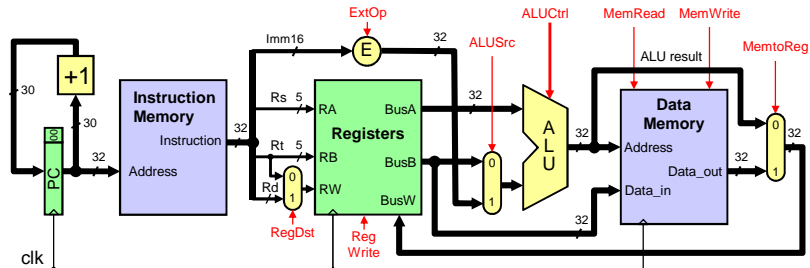 ExtOp
ALUCtrl
MemRead
MemWrite
Imm16
32
E
ALUSrc
ALU result
32
MemtoReg
30
+1
30
00
PC
32
Instruction
Memory
Instruction
Address
32
Rs
5
Rt
5
Rd
0
1
RegDst
RA
BusA
Registers
RB
BusB
RW
BusW
Reg
Write
32
0
1
A
L
U
32
Data
Memory
Address
Data_out
Data_in
32
32
0
1
32
clk